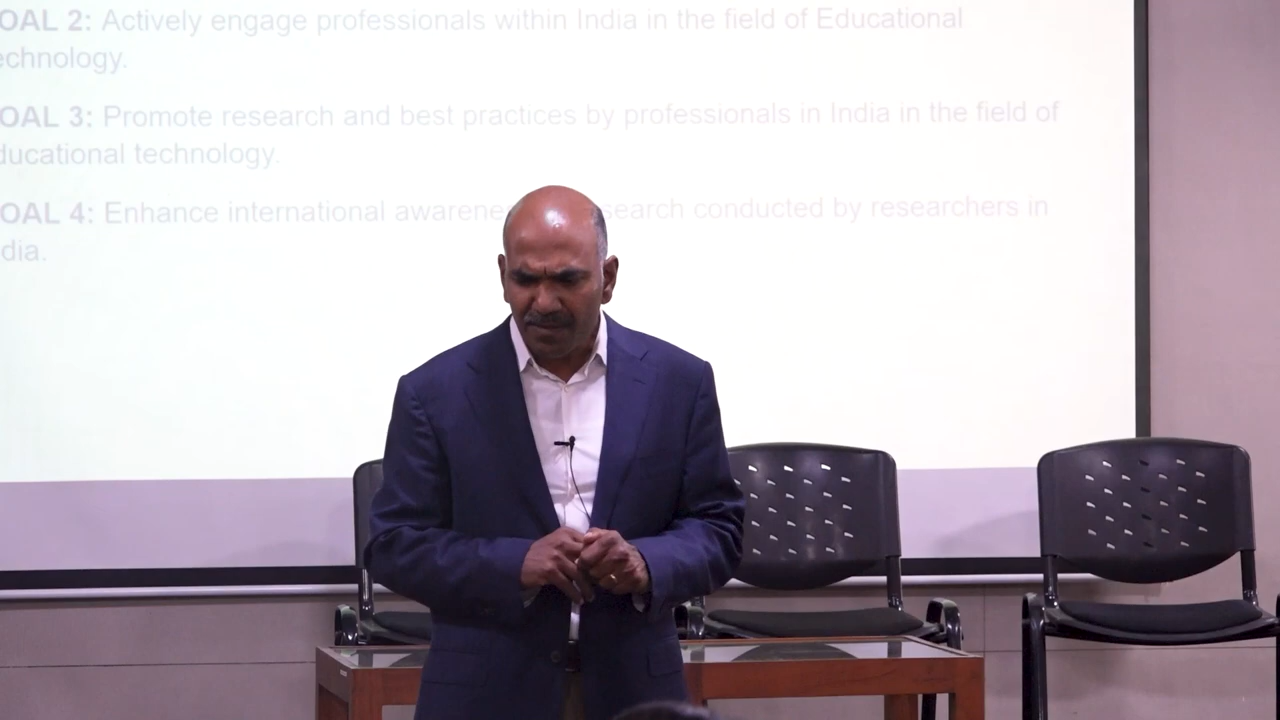 OAL 2: Actively engage professionals within India in the field of Educational
echnology.
OAL 3: Promote research and best practices by professionals in India in the field of
ducational technology.
OAL 4: Enhance international awarene search conducted by researchers in
dia.